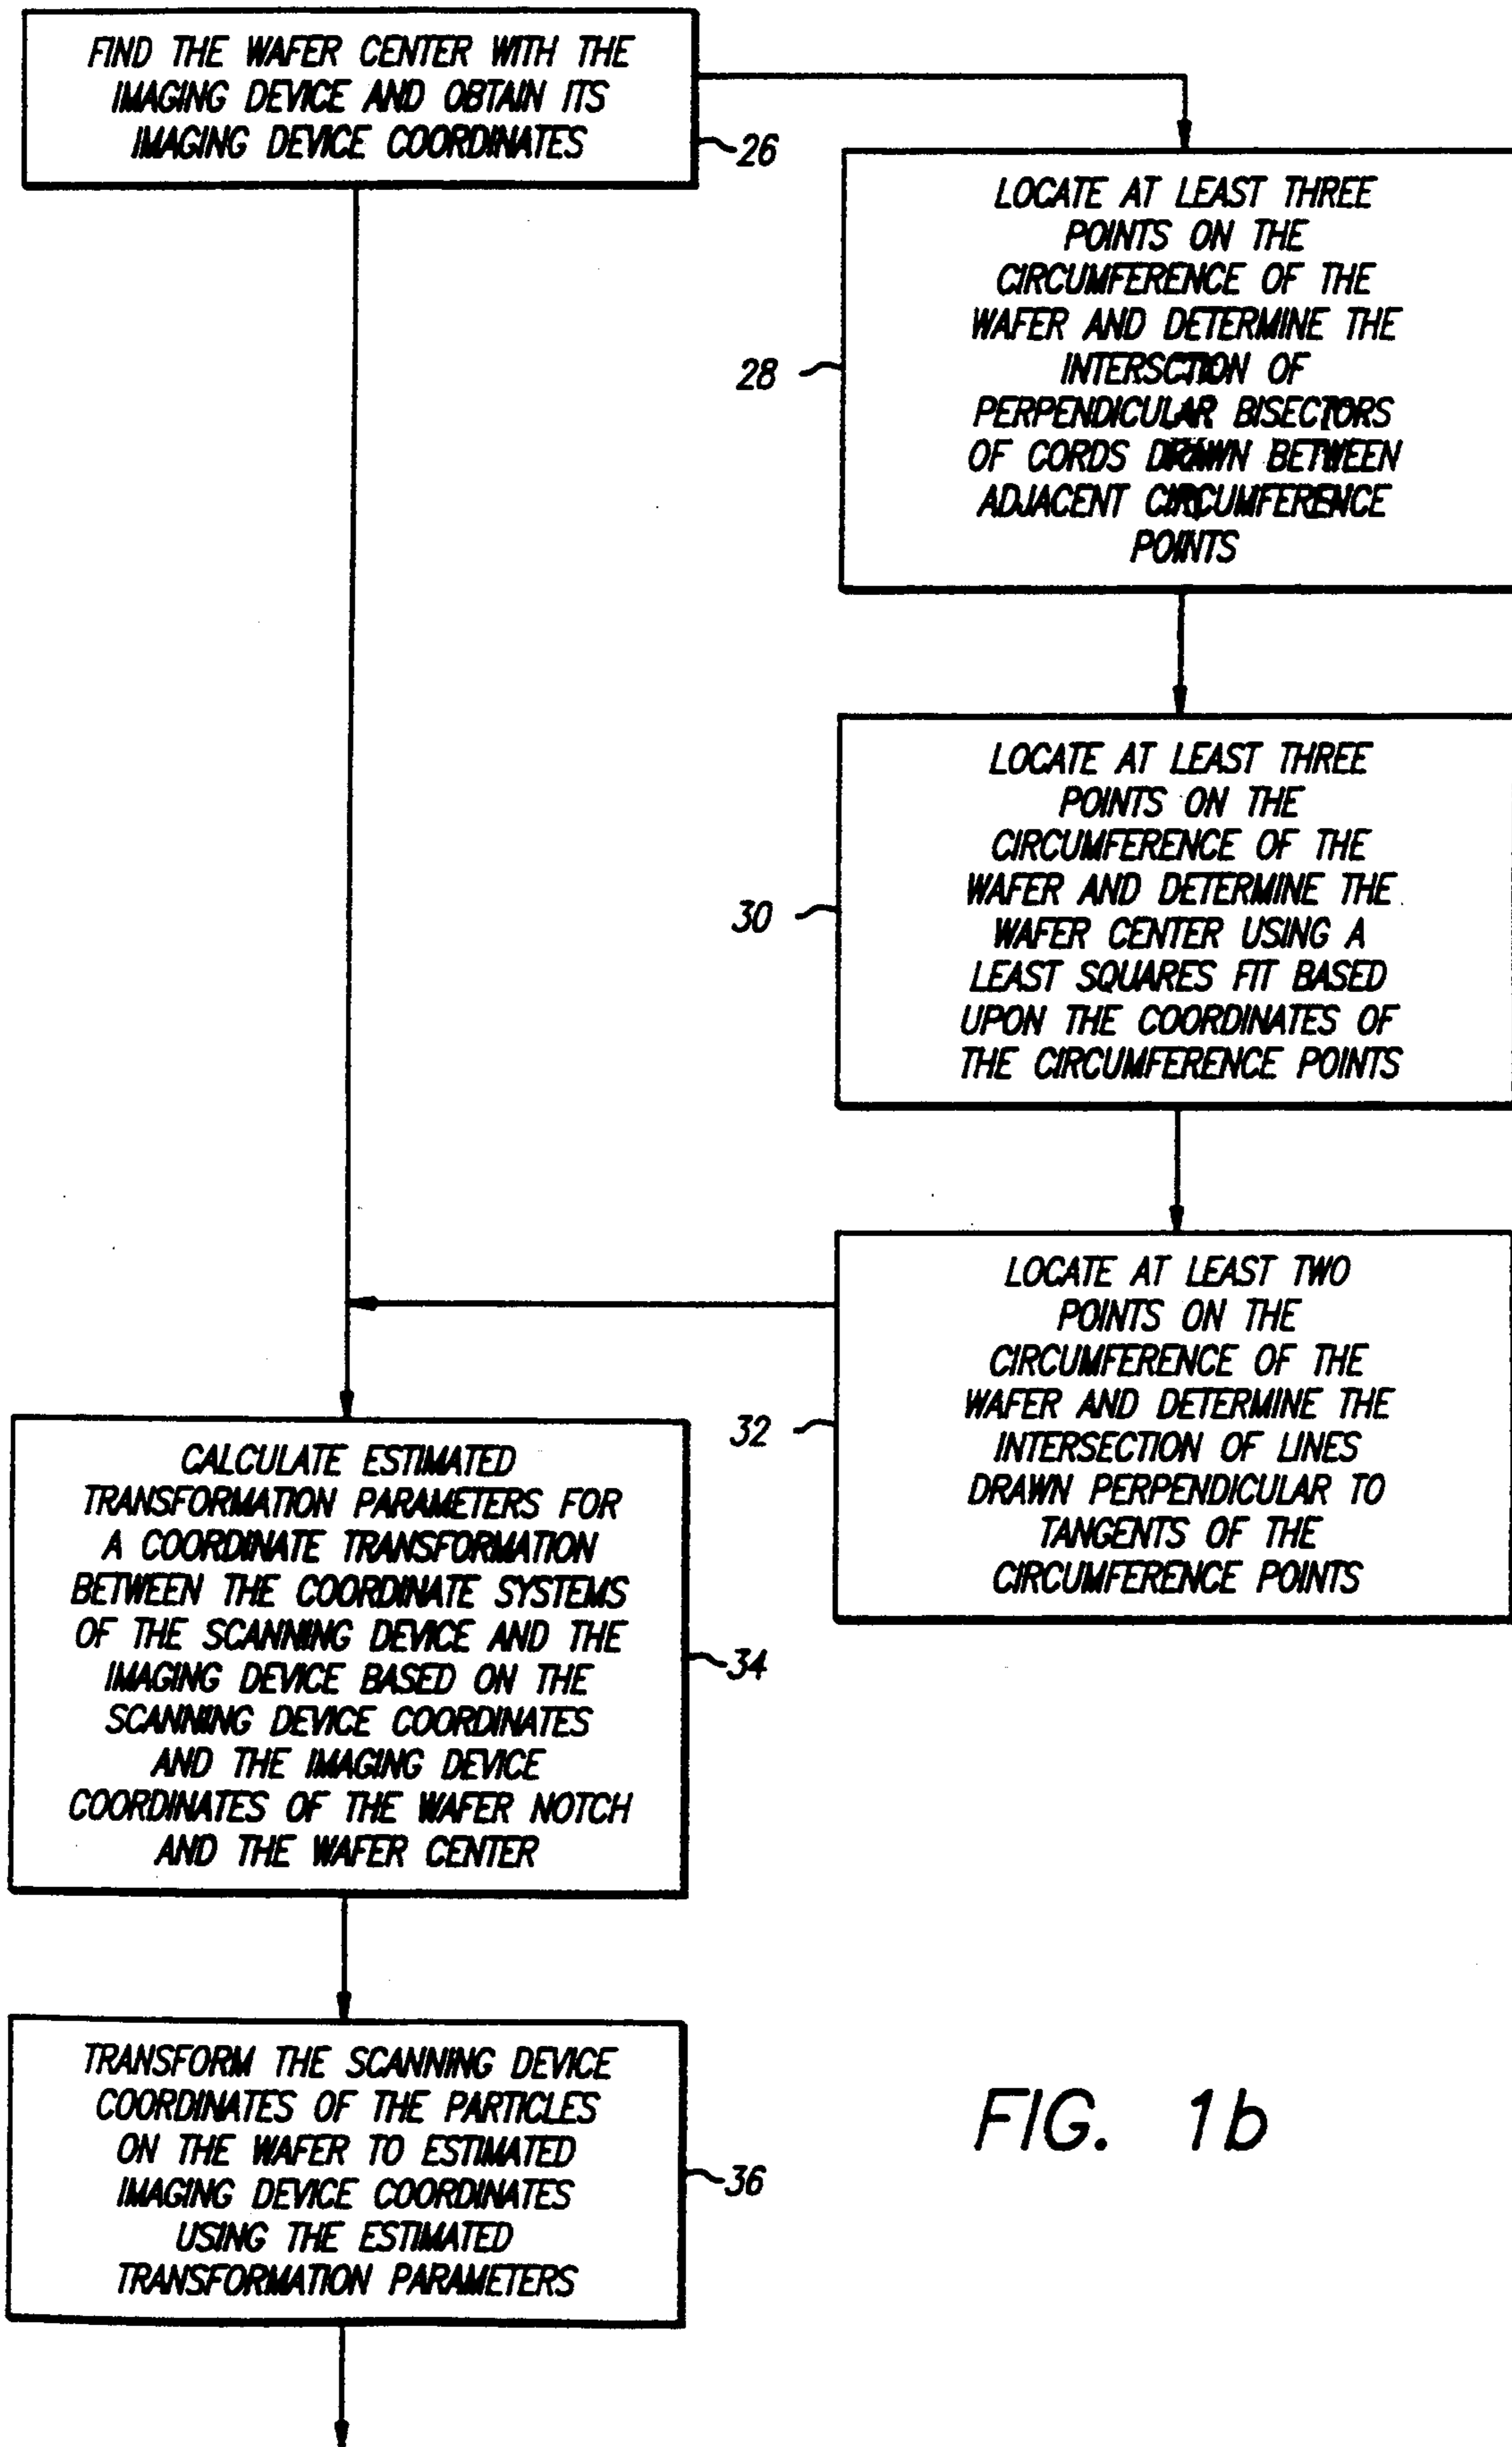 FIND THE WAFER CENTER WITH THE
IMAGING DEVICE AND OBTAIN ITS
IMAGING DEVICE COORDINATES
26
LOCATE AT LEAST THREE
POINTS ON THE
CIRCUMFERENCE OF THE
WAFER AND DETERMINE THE
INTERSCTION OF
PERPENDICULAR BISECTORS
OF CORDS DRAWN BETWEEN
ADJACENT CIRCUMFERENCE
POINTS
28
LOCATE AT LEAST THREE
POINTS ON THE
CIRCUMFERENCE OF THE
WAFER AND DETERMINE THE
WAFER CENTER USING A
LEAST SQUARES FIT BASED
UPON THE COORDINATES OF
THE CIRCUMFERENCE POINTS
30
LOCATE AT LEAST TWO
POINTS ON THE
CIRCUMFERENCE OF THE
WAFER AND DETERMINE THE
INTERSECTION OF LINES
DRAWN PERPENDICULAR TO
TANGENTS OF THE
CIRCUMFERENCE POINTS
32
CALCULATE ESTIMATED
TRANSFORMATION PARAMETERS FOR
A COORDINATE TRANSFORMATION
BETWEEN THE COORDINATE SYSTEMS
OF THE SCANNING DEVICE AND THE
IMAGING DEVICE BASED ON THE
SCANNING DEVICE COORDINATES
AND THE IMAGING DEVICE
COORDINATES OF THE WAFER NOTCH
AND THE WAFER CENTER
34
TRANSFORM THE SCANNING DEVICE
COORDINATES OF THE PARTICLES
ON THE WAFER TO ESTIMATED
IMAGING DEVICE COORDINATES
USING THE ESTIMATED
TRANSFORMATION PARAMETERS
36
FIG. 1b